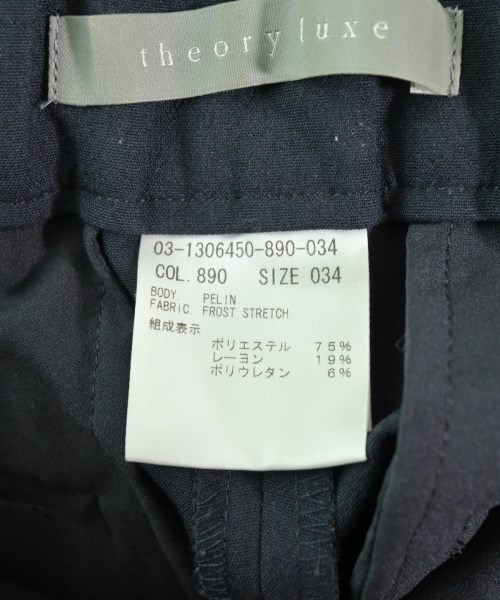 theory luxe
03-1306450-890-034
COL. 890 SIZE 034
BODY. PELIN
FABRIC. FROST STRETCH
組成表示
ポリエステル 75%
レーヨン 19%
ポリウレタン 6%